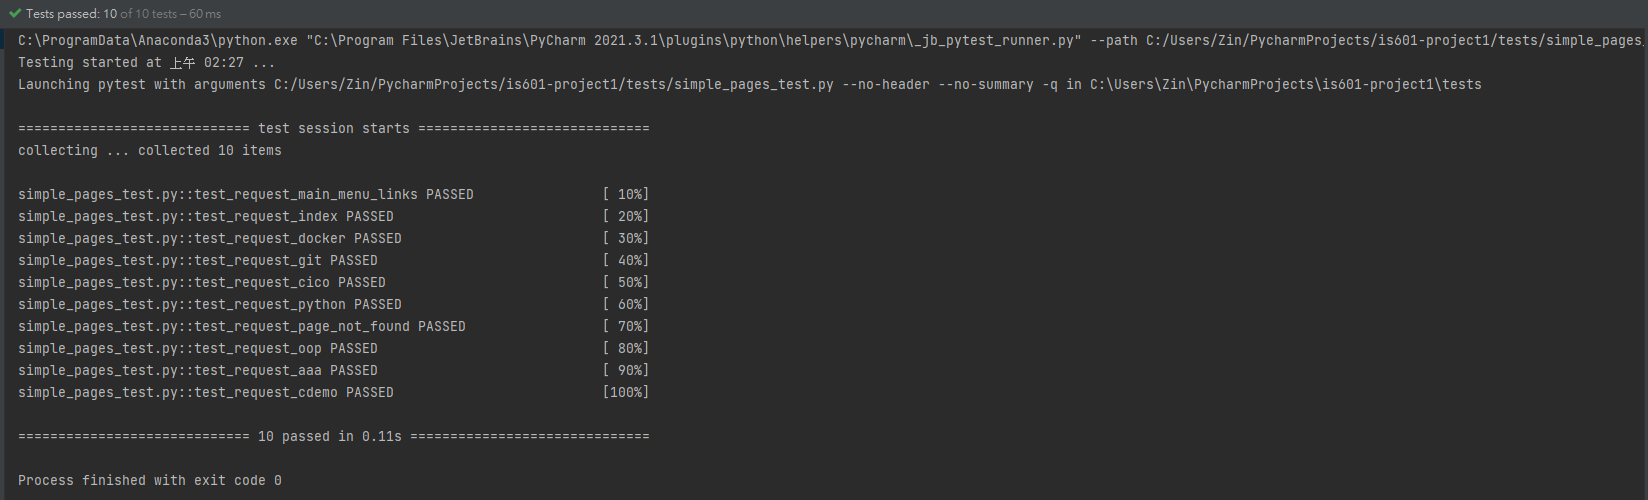 Tests passed: 10 of 10 tests – 60 ms
C:\ProgramData\Anaconda3\python.exe "C:\Program Files\JetBrains\PyCharm 2021.3.1\plugins\python\helpers\pycharm\_jb_pytest_runner.py" --path C:/Users/Zin/PycharmProjects/is601-project1/tests/simple_pages_
Testing started at 上午 02:27 ...
Launching pytest with arguments C:/Users/Zin/PycharmProjects/is601-project1/tests/simple_pages_test.py --no-header --no-summary -q in C:\Users\Zin\PycharmProjects\is601-project1\tests
============================= test session starts =============================
collecting ... collected 10 items
simple_pages_test.py::test_request_main_menu_links PASSED                [ 10%]
simple_pages_test.py::test_request_index PASSED                          [ 20%]
simple_pages_test.py::test_request_docker PASSED                         [ 30%]
simple_pages_test.py::test_request_git PASSED                            [ 40%]
simple_pages_test.py::test_request_cico PASSED                           [ 50%]
simple_pages_test.py::test_request_python PASSED                         [ 60%]
simple_pages_test.py::test_request_page_not_found PASSED                 [ 70%]
simple_pages_test.py::test_request_oop PASSED                            [ 80%]
simple_pages_test.py::test_request_aaa PASSED                            [ 90%]
simple_pages_test.py::test_request_cdemo PASSED                          [100%]
============================= 10 passed in 0.11s ==============================
Process finished with exit code 0